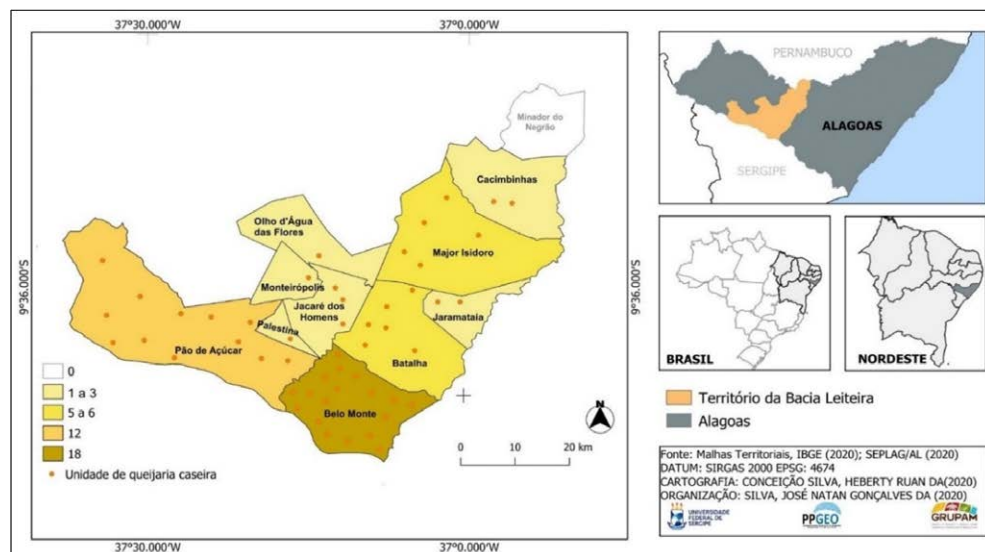 37°30.000'W
37°0.000'W
9°36.000'S
9°36.000'S
Minador do
Negrão
Cacimbinhas
Olho d'Água
das Flores
Major Isidoro
Monteirópolis
Jacaré dos
Homens
Jaramataia
Palestina
Pão de Açúcar
Batalha
Belo Monte
0
1 a 3
5 a 6
12
18
Unidade de queijaria caseira
N
0
10
20 km
37°30.000'W
37°0.000'W
PERNAMBUCO
ALAGOAS
SERGIPE
BRASIL
NORDESTE
Território da Bacia Leiteira
Alagoas
Fonte: Malhas Territoriais, IBGE (2020); SEPLAG/AL (2020)
DATUM: SIRGAS 2000 EPSG: 4674
CARTOGRAFIA: CONCEIÇÃO SILVA, HEBERTY RUAN DA(2020)
ORGANIZAÇÃO: SILVA, JOSÉ NATAN GONÇALVES DA (2020)
UNIVERSIDADE
FEDERAL DE
SERGIPE
PPGEO
GRUPAM